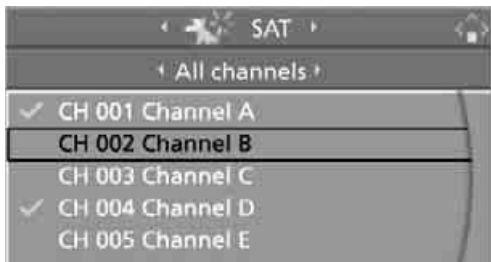 SAT
All channels
CH 001 Channel A
CH 002 Channel B
CH 003 Channel C
CH 004 Channel D
CH 005 Channel E